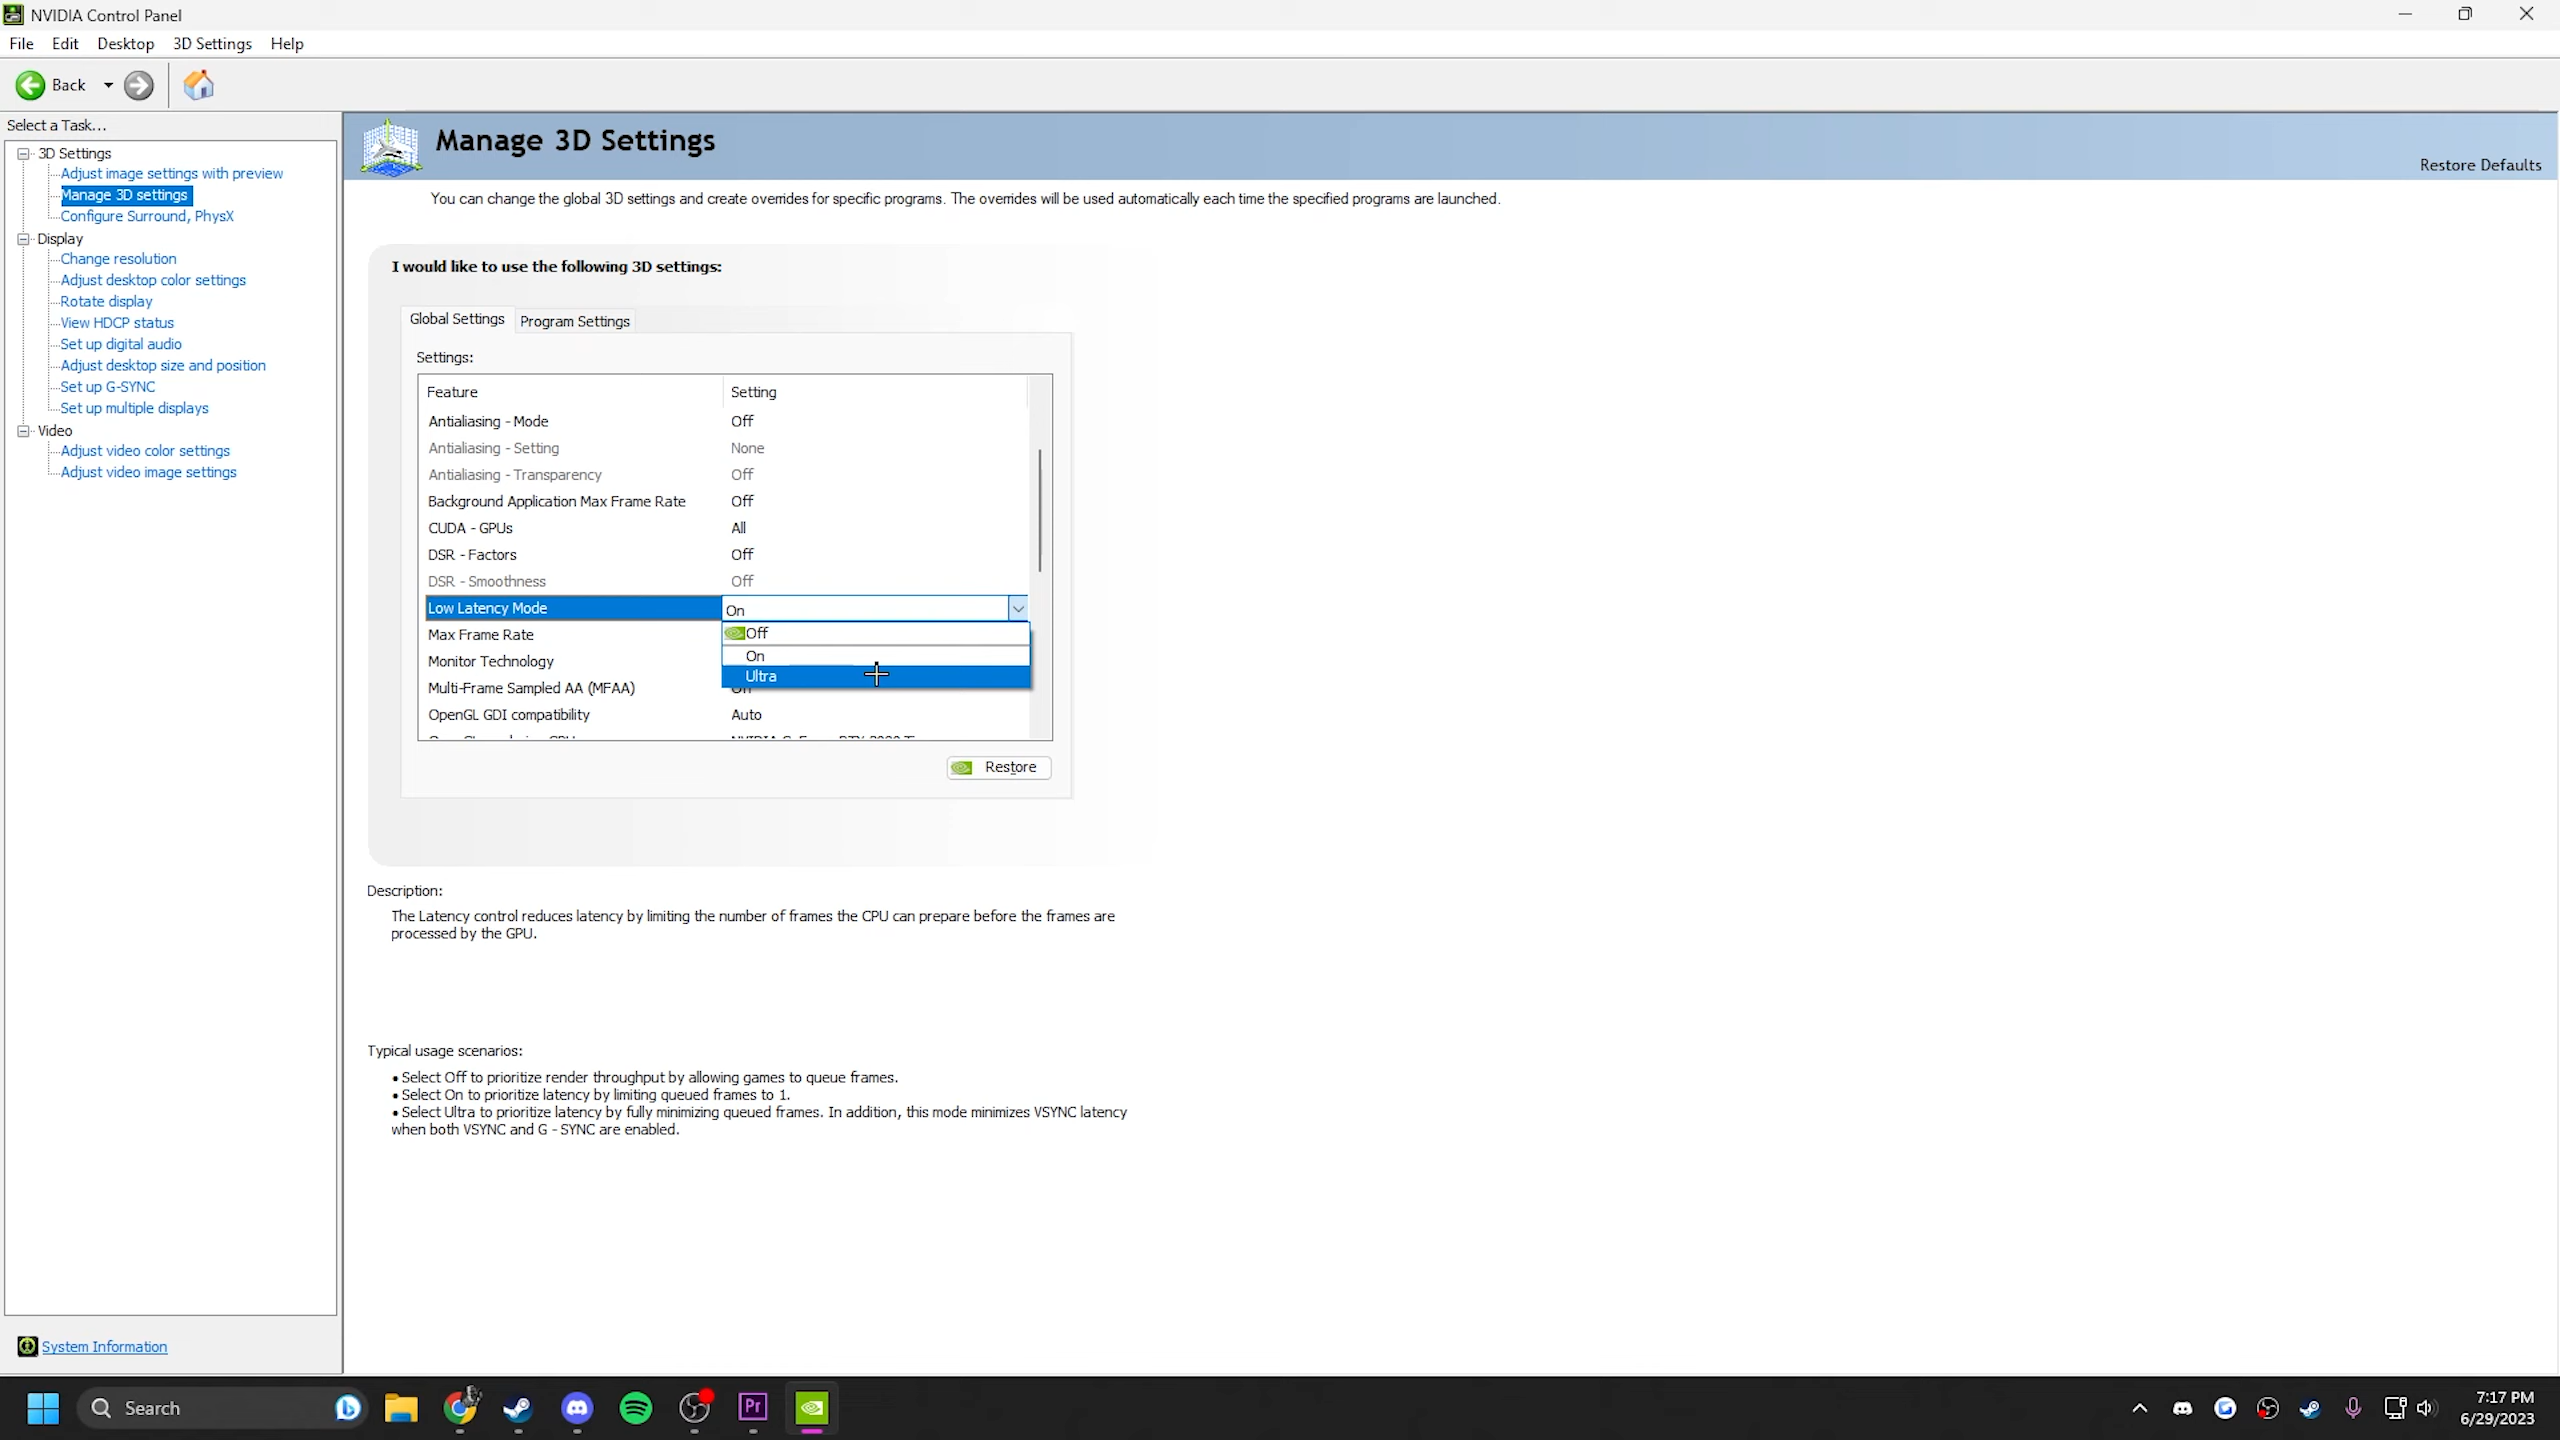 NVIDIA Control Panel
File Edit Desktop 3D Settings Help
Back
Select a Task...
3D Settings
Adjust image settings with preview
Manage 3D settings
Configure Surround, PhysX
Display
Change resolution
Adjust desktop color settings
Rotate display
View HDCP status
Set up digital audio
Adjust desktop size and position
Set up G-SYNC
Set up multiple displays
Video
Adjust video color settings
Adjust video image settings
System Information
Manage 3D Settings
Restore Defaults
You can change the global 3D settings and create overrides for specific programs. The overrides will be used automatically each time the specified programs are launched.
I would like to use the following 3D settings:
Global Settings Program Settings
Settings:
Feature Setting
Antialiasing - Mode Off
Antialiasing - Setting None
Antialiasing - Transparency Off
Background Application Max Frame Rate Off
CUDA - GPUs All
DSR - Factors Off
DSR - Smoothness Off
Low Latency Mode On
Off
Max Frame Rate
On
Monitor Technology
Ultra
Multi-Frame Sampled AA (MFAA)
OpenGL GDI compatibility Auto
Restore
Description:
The Latency control reduces latency by limiting the number of frames the CPU can prepare before the frames are
processed by the GPU.
Typical usage scenarios:
• Select Off to prioritize render throughput by allowing games to queue frames.
• Select On to prioritize latency by limiting queued frames to 1.
• Select Ultra to prioritize latency by fully minimizing queued frames. In addition, this mode minimizes VSYNC latency
when both VSYNC and G - SYNC are enabled.
Search
Pr
7:17 PM
6/29/2023